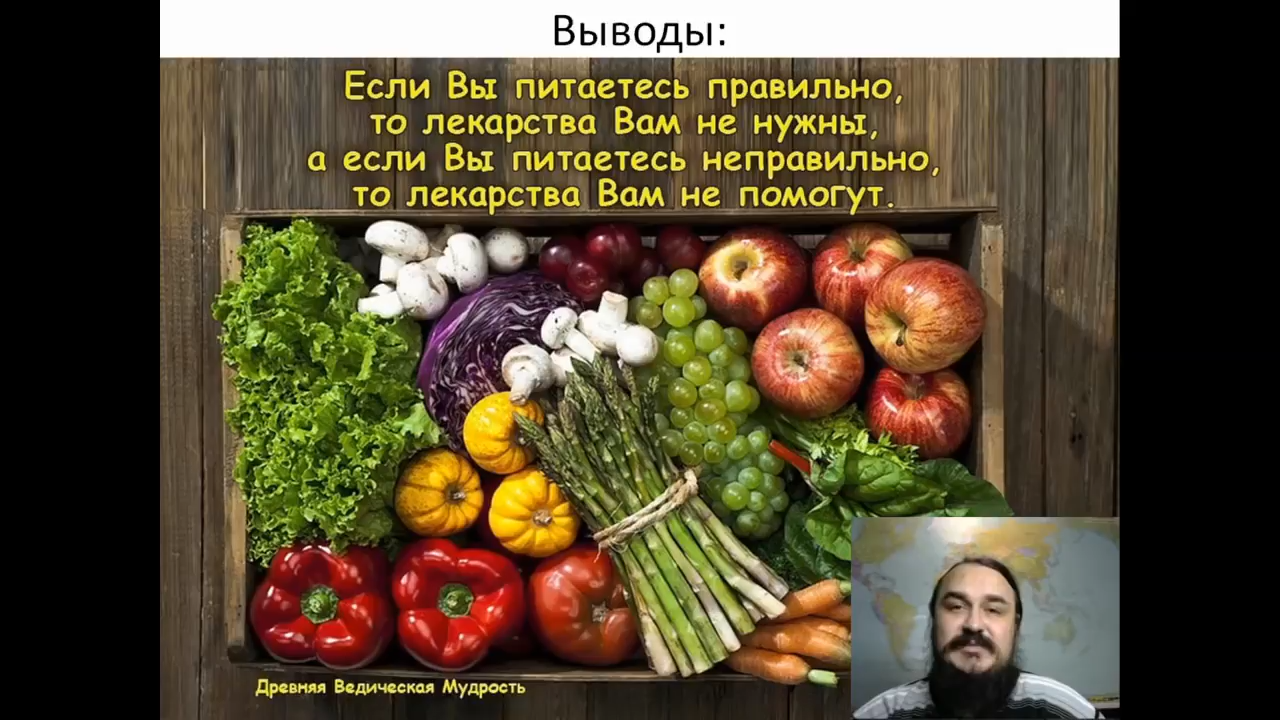 Выводы:
Если Вы питаетесь правильно,
то лекарства Вам не нужны,
а если Вы питаетесь неправильно,
то лекарства Вам не помогут.
Древняя Ведическая Мудрость